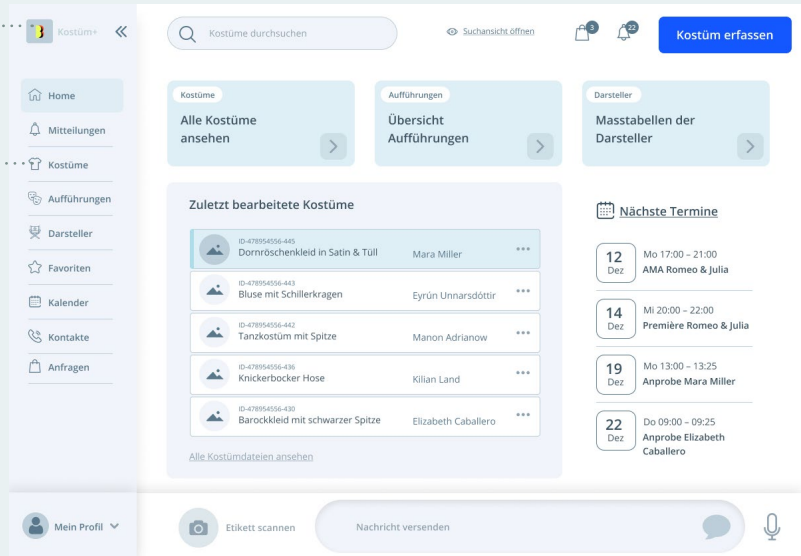 Kostüm+
Kostüme durchsuchen
Suchansicht öffnen
3
22
Kostüm erfassen
Home
Mitteilungen
Kostüme
Aufführungen
Darsteller
Favoriten
Kalender
Kontakte
Anfragen
Kostüme
Alle Kostüme
ansehen
Aufführungen
Übersicht
Aufführungen
Darsteller
Masstabellen der
Darsteller
Zuletzt bearbeitete Kostüme
ID-478954556-445
Dornröschenkleid in Satin & Tüll
Mara Miller
ID-478954556-443
Bluse mit Schillerkragen
Eyrún Unnarsdóttir
ID-478954556-442
Tanzkostüm mit Spitze
Manon Adrianow
ID-478954556-436
Knickerbocker Hose
Kilian Land
ID-478954556-430
Barockkleid mit schwarzer Spitze
Elizabeth Caballero
Alle Kostümdateien ansehen
Nächste Termine
12
Dez
Mo 17:00 – 21:00
AMA Romeo & Julia
14
Dez
Mi 20:00 – 22:00
Première Romeo & Julia
19
Dez
Mo 13:00 – 13:25
Anprobe Mara Miller
22
Dez
Do 09:00 – 09:25
Anprobe Elizabeth
Caballero
Mein Profil
Etikett scannen
Nachricht versenden